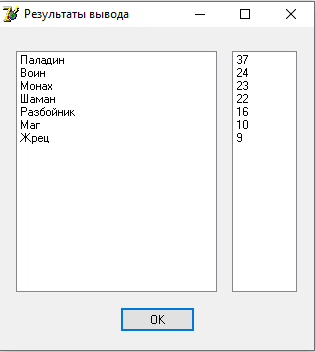 Результаты вывода
Паладин 37
Воин 24
Монах 23
Шаман 22
Разбойник 16
Маг 10
Жрец 9
OK